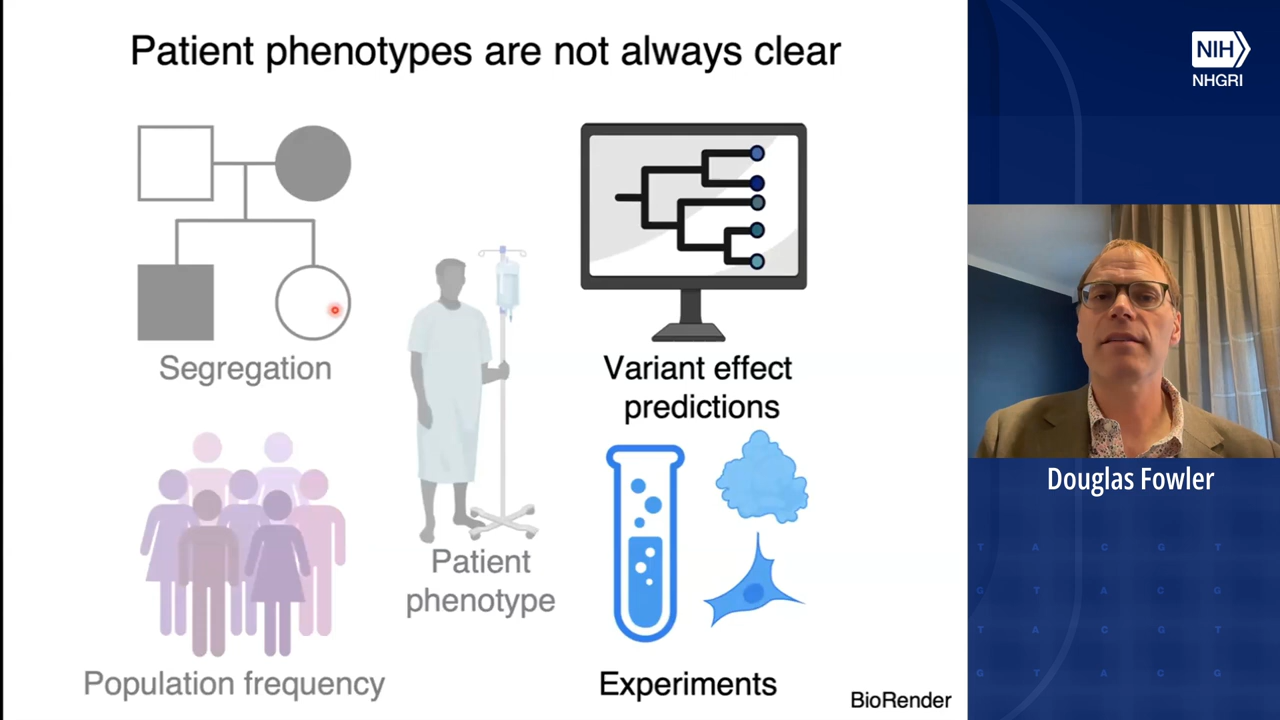 Patient phenotypes are not always clear
NIH
NHGRI
Segregation
Variant effect
predictions
Patient
phenotype
Population frequency
Experiments
BioRender
Douglas Fowler
T A C G T
G T A C G
T A C G T
G T A C G